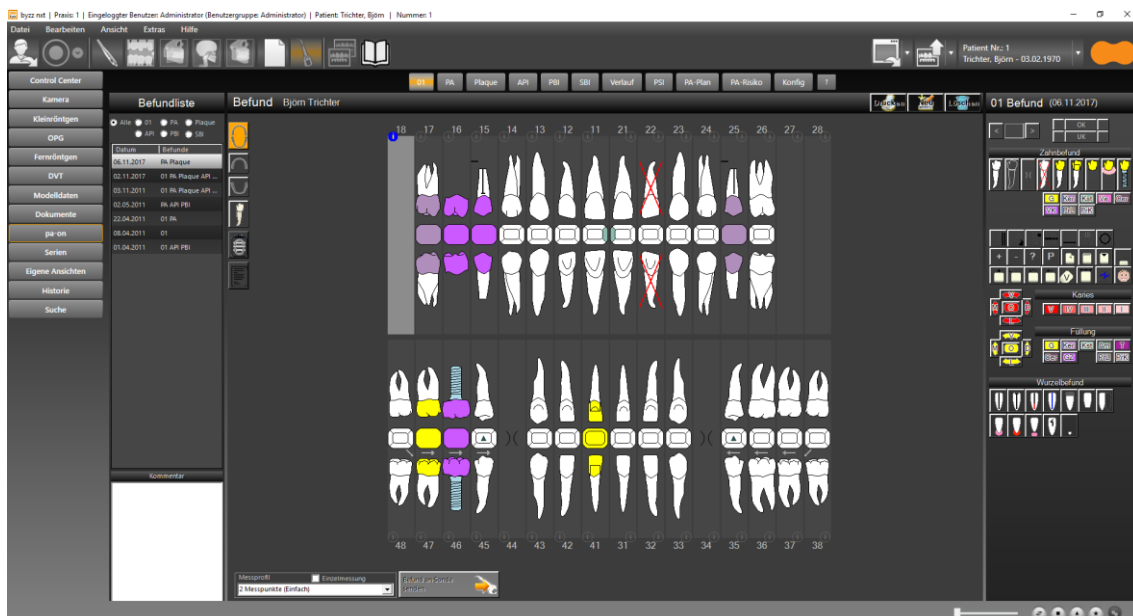 byzz nxt | Praxis: 1 | Eingeloggter Benutzer: Administrator (Benutzergruppe: Administrator) | Patient: Trichter, Björn | Nummer: 1
Datei Bearbeiten Ansicht Extras Hilfe
Patient Nr.: 1
Trichter, Björn - 03.02.1970
Control Center
Kamera
Kleinröntgen
OPG
Fernröntgen
DVT
Modelldaten
Dokumente
pa-on
Serien
Eigene Ansichten
Historie
Suche
01 PA Plaque API PBI SBI Verlauf PSI PA-Plan PA-Risiko Konfig ?
Befundliste
Alle 01 PA Plaque
API PBI SBI
Datum Befunde
06.11.2017 PA Plaque
02.11.2017 01 PA Plaque API ...
03.11.2011 01 PA Plaque API ...
02.05.2011 PA API PBI
22.04.2011 01 PA
08.04.2011 01
01.04.2011 01 API PBI
Kommentar
Befund Björn Trichter
Drucken Neu Löschen
18 17 16 15 14 13 12 11 21 22 23 24 25 26 27 28
48 47 46 45 44 43 42 41 31 32 33 34 35 36 37 38
Messprofil Einzelmessung
2 Messpunkte (Einfach)
Befund an Sonde
senden
01 Befund (06.11.2017)
< >
OK
UK
Zahnbefund
+ - ? P
V
Karies
Füllung
Wurzelbefund